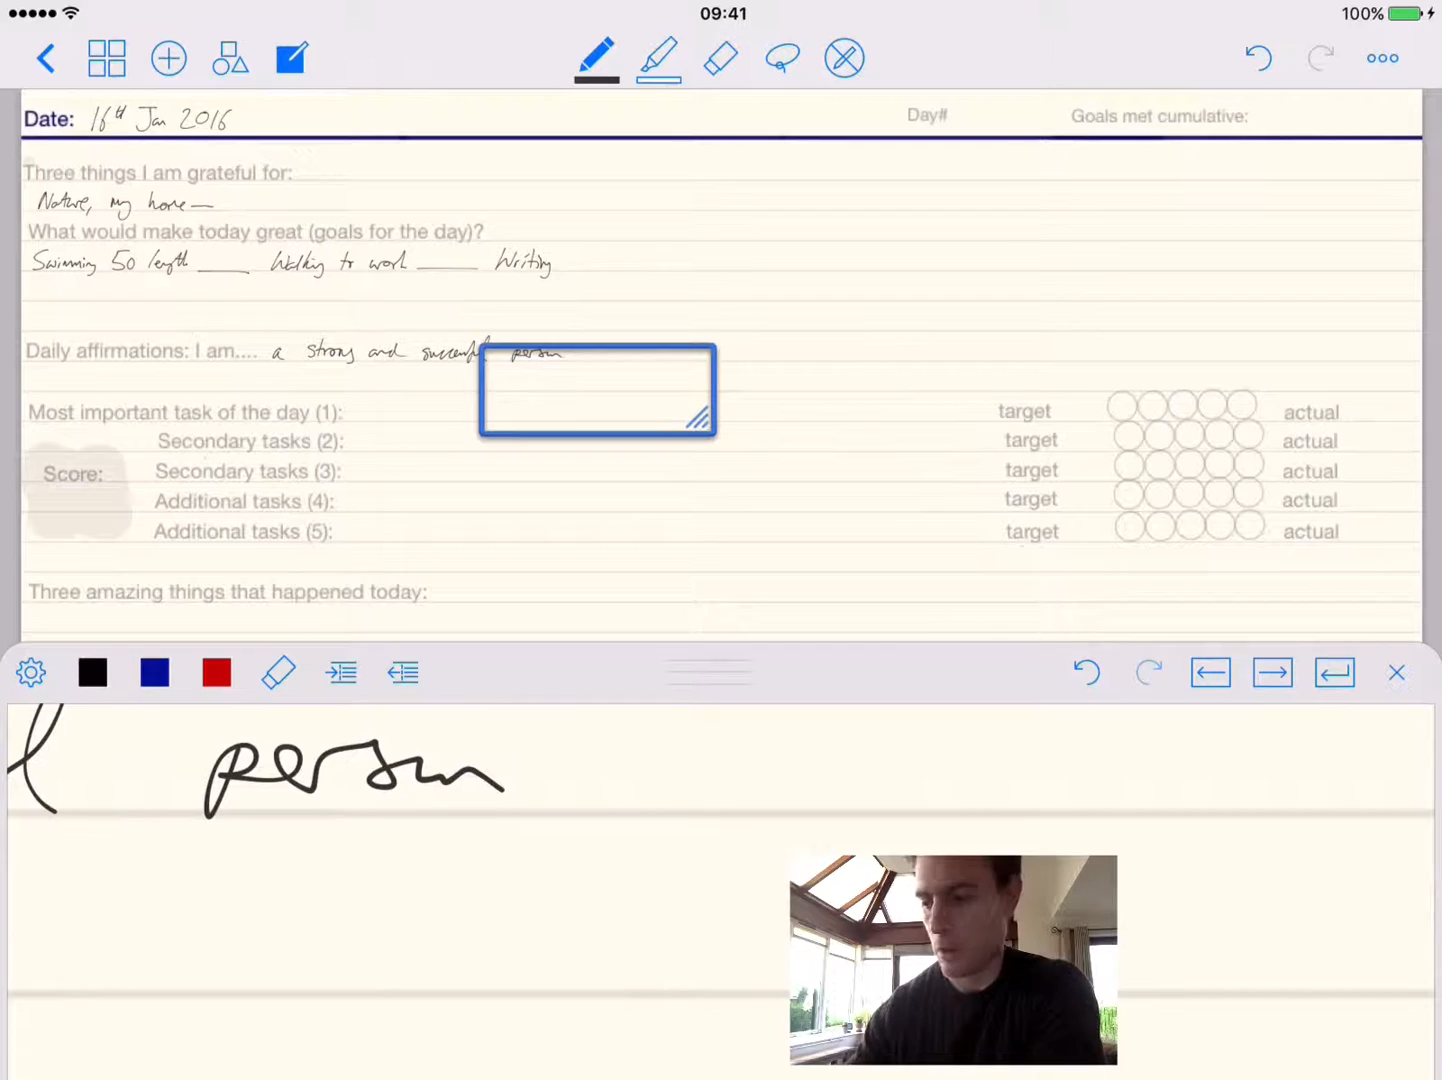 09:41
100%
Date: 16th Jan 2016 Day# Goals met cumulative:
Three things I am grateful for:
Nature, my home —
What would make today great (goals for the day)?
Swimming 50 length ___ Walking to work ___ Writing
Daily affirmations: I am.... a strong and successful person
Most important task of the day (1): target actual
Secondary tasks (2): target actual
Score: Secondary tasks (3): target actual
Additional tasks (4): target actual
Additional tasks (5): target actual
Three amazing things that happened today:
l person